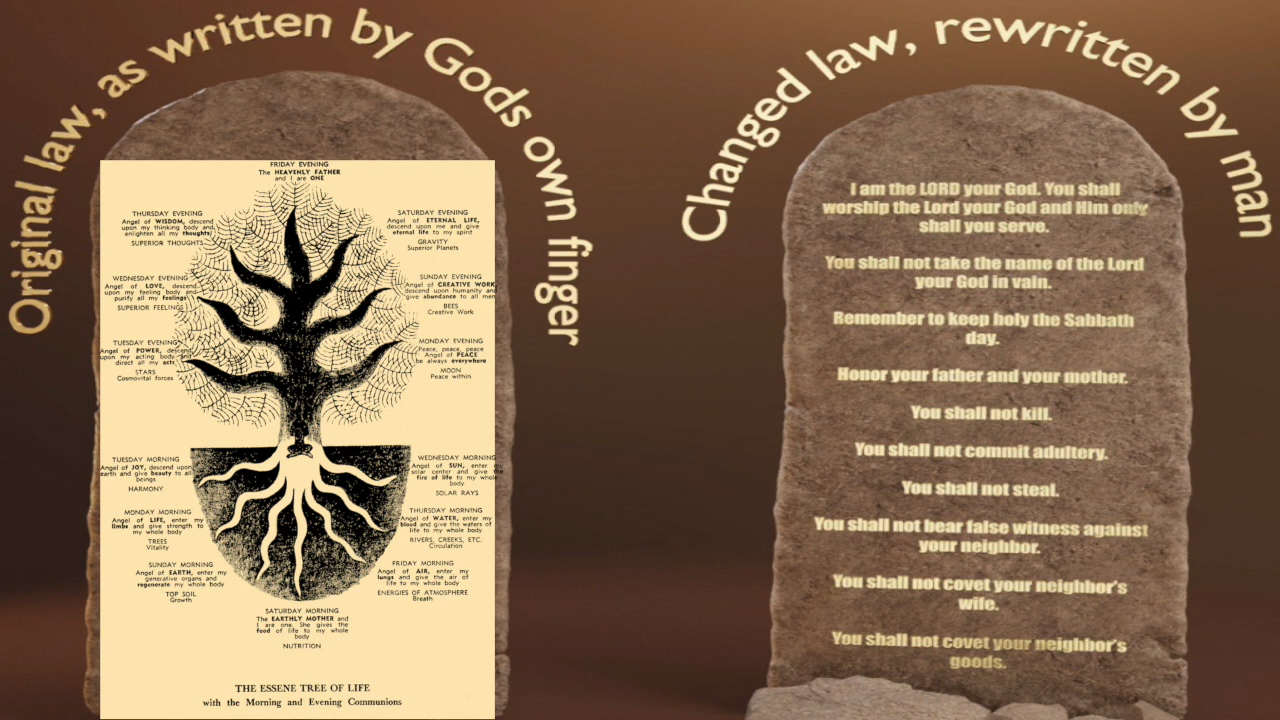 Original law, as written by Gods own finger
FRIDAY EVENING
The HEAVENLY FATHER
and I are ONE
THURSDAY EVENING
Angel of WISDOM, descend
upon my thinking body and
enlighten all my thoughts
SUPERIOR THOUGHTS
WEDNESDAY EVENING
Angel of LOVE, descend
upon my feeling body and
purify all my feelings
SUPERIOR FEELINGS
TUESDAY EVENING
Angel of POWER, descend
upon my acting body and
direct all my acts
STARS
Cosmovital forces
SATURDAY EVENING
Angel of ETERNAL LIFE,
descend upon me and give
eternal life to my spirit
GRAVITY
Superior Planets
SUNDAY EVENING
Angel of CREATIVE WORK,
descend upon humanity and
give abundance to all men
BEES
Creative Work
MONDAY EVENING
Peace, peace, peace
Angel of PEACE
be always everywhere
MOON
Peace within
TUESDAY MORNING
Angel of JOY, descend upon
earth and give beauty to all
beings
HARMONY
MONDAY MORNING
Angel of LIFE, enter my
limbs and give strength to
my whole body
TREES
Vitality
SUNDAY MORNING
Angel of EARTH, enter my
generative organs and
regenerate my whole body
TOP SOIL
Growth
WEDNESDAY MORNING
Angel of SUN, enter my
solar center and give the
fire of life to my whole
body
SOLAR RAYS
THURSDAY MORNING
Angel of WATER, enter my
blood and give the waters of
life to my whole body
RIVERS, CREEKS, ETC.
Circulation
FRIDAY MORNING
Angel of AIR, enter my
lungs and give the air of
life to my whole body
ENERGIES OF ATMOSPHERE
Breath
SATURDAY MORNING
The EARTHLY MOTHER and
I are one. She gives the
food of life to my whole
body
NUTRITION
THE ESSENE TREE OF LIFE
with the Morning and Evening Communions
Changed law, rewritten by man
I am the LORD your God. You shall
worship the Lord your God and Him only
shall you serve.
You shall not take the name of the Lord
your God in vain.
Remember to keep holy the Sabbath
day.
Honor your father and your mother.
You shall not kill.
You shall not commit adultery.
You shall not steal.
You shall not bear false witness against
your neighbor.
You shall not covet your neighbor's
wife.
You shall not covet your neighbor's
goods.